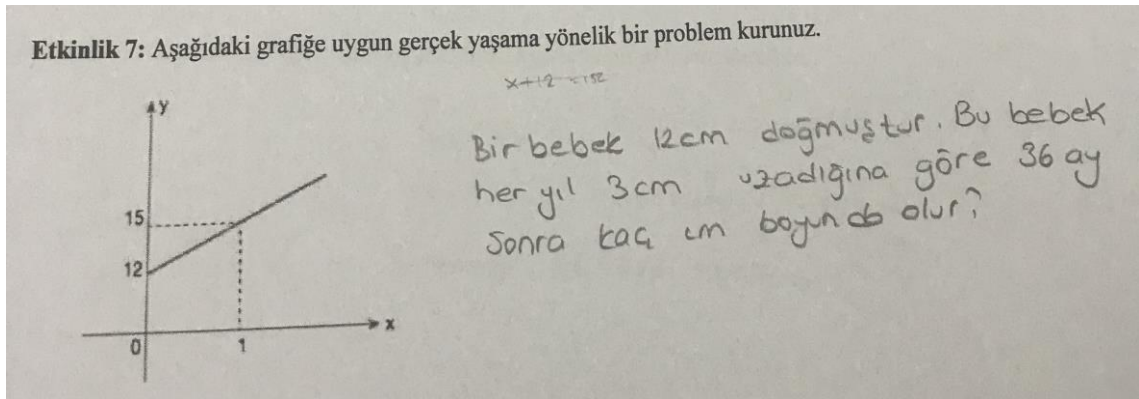 Etkinlik 7: Aşağıdaki grafiğe uygun gerçek yaşama yönelik bir problem kurunuz.
Bir bebek 12cm doğmuştur. Bu bebek
her yıl 3cm uzadığına göre 36 ay
Sonra kaç cm boyunda olur?
y
15
12
0
1
x